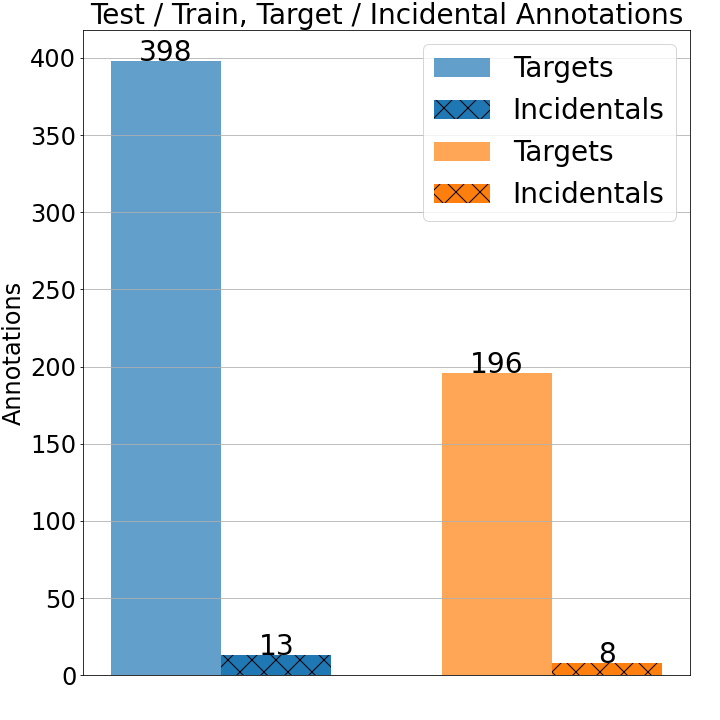 Test / Train, Target / Incidental Annotations
Annotations
400
350
300
250
200
150
100
50
0
398
13
196
8
Targets
Incidentals
Targets
Incidentals